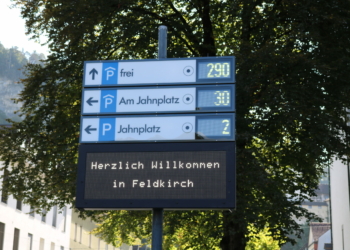 P frei 290
P Am Jahnplatz 30
P Jahnplatz 2
Herzlich Willkommen
in Feldkirch